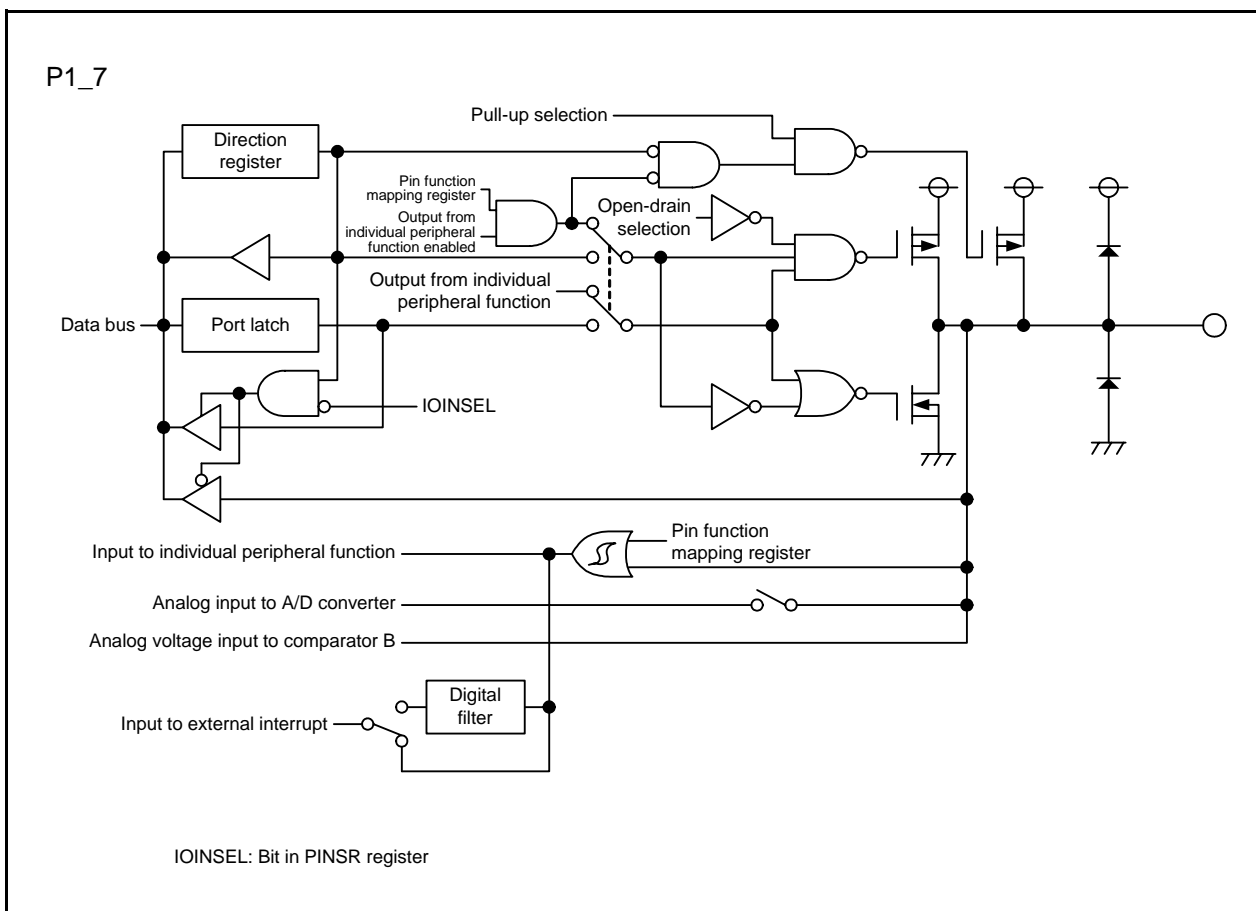 P1_7
Pull-up selection
Direction
register
Pin function
mapping register
Output from
individual peripheral
function enabled
Open-drain
selection
Output from individual
peripheral function
Data bus
Port latch
IOINSEL
Pin function
mapping register
Input to individual peripheral function
Analog input to A/D converter
Analog voltage input to comparator B
Digital
filter
Input to external interrupt
IOINSEL: Bit in PINSR register